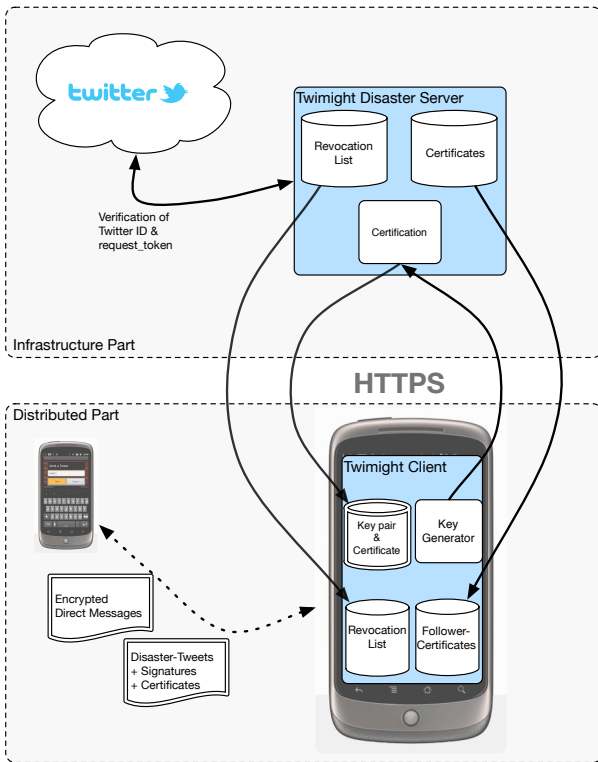 twitter
Twimight Disaster Server
Revocation
List
Certificates
Certification
Verification of
Twitter ID &
request_token
Infrastructure Part
HTTPS
Distributed Part
Twimight Client
Key pair
&
Certificate
Key
Generator
Encrypted
Direct Messages
Revocation
List
Follower-
Certificates
Disaster-Tweets
+ Signatures
+ Certificates